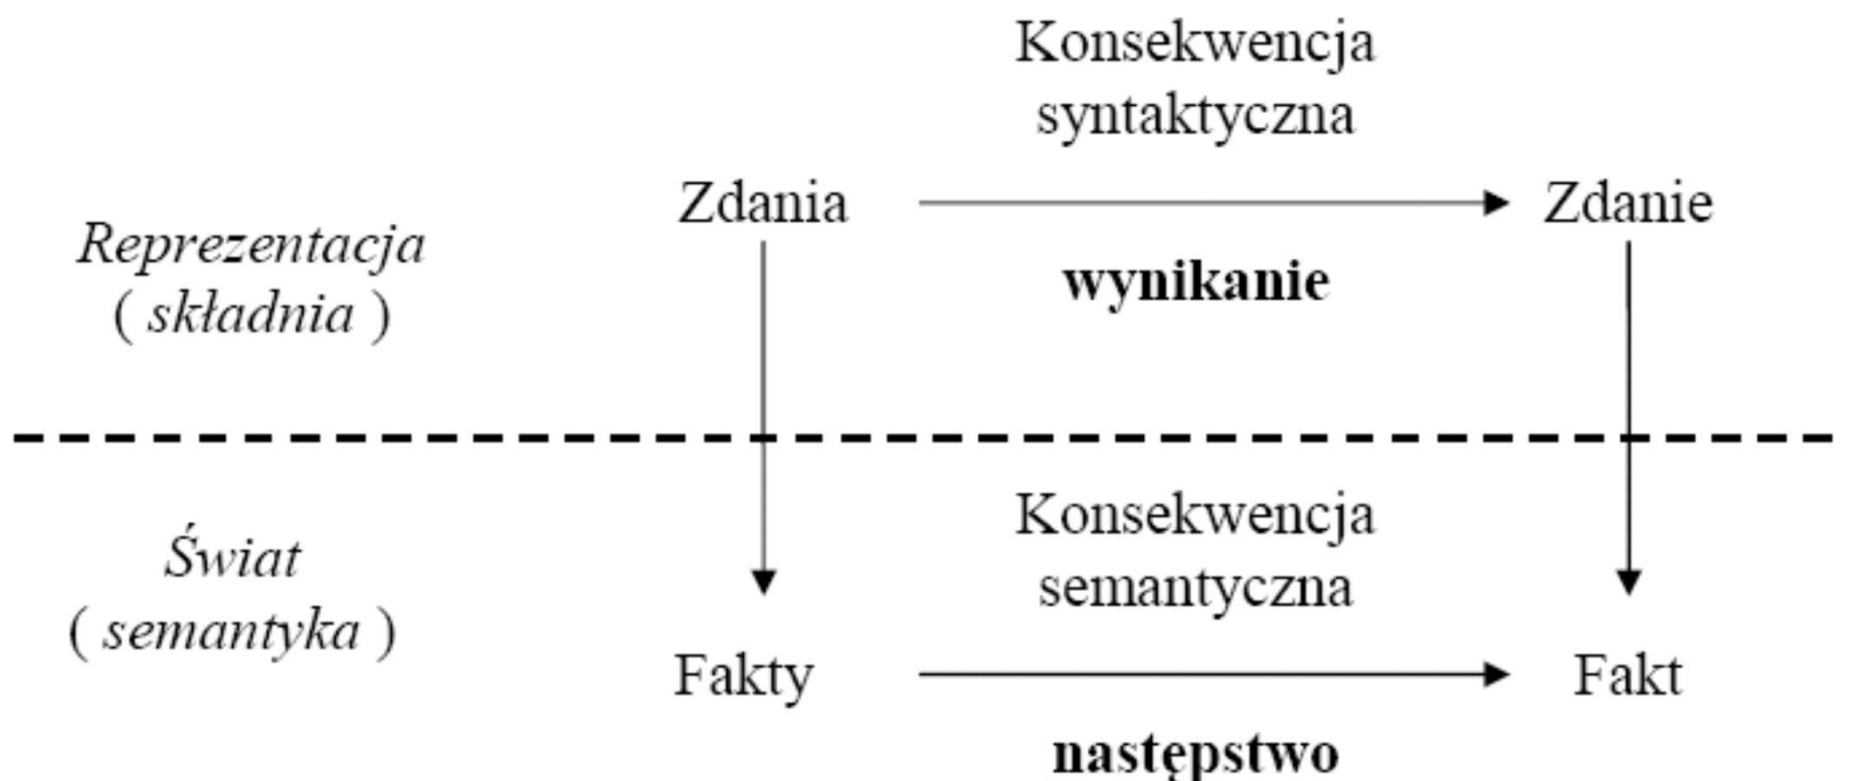 Konsekwencja
syntaktyczna
Zdania
Zdanie
Reprezentacja
( składnia )
wynikanie
Konsekwencja
semantyczna
Świat
( semantyka )
Fakty
Fakt
następstwo